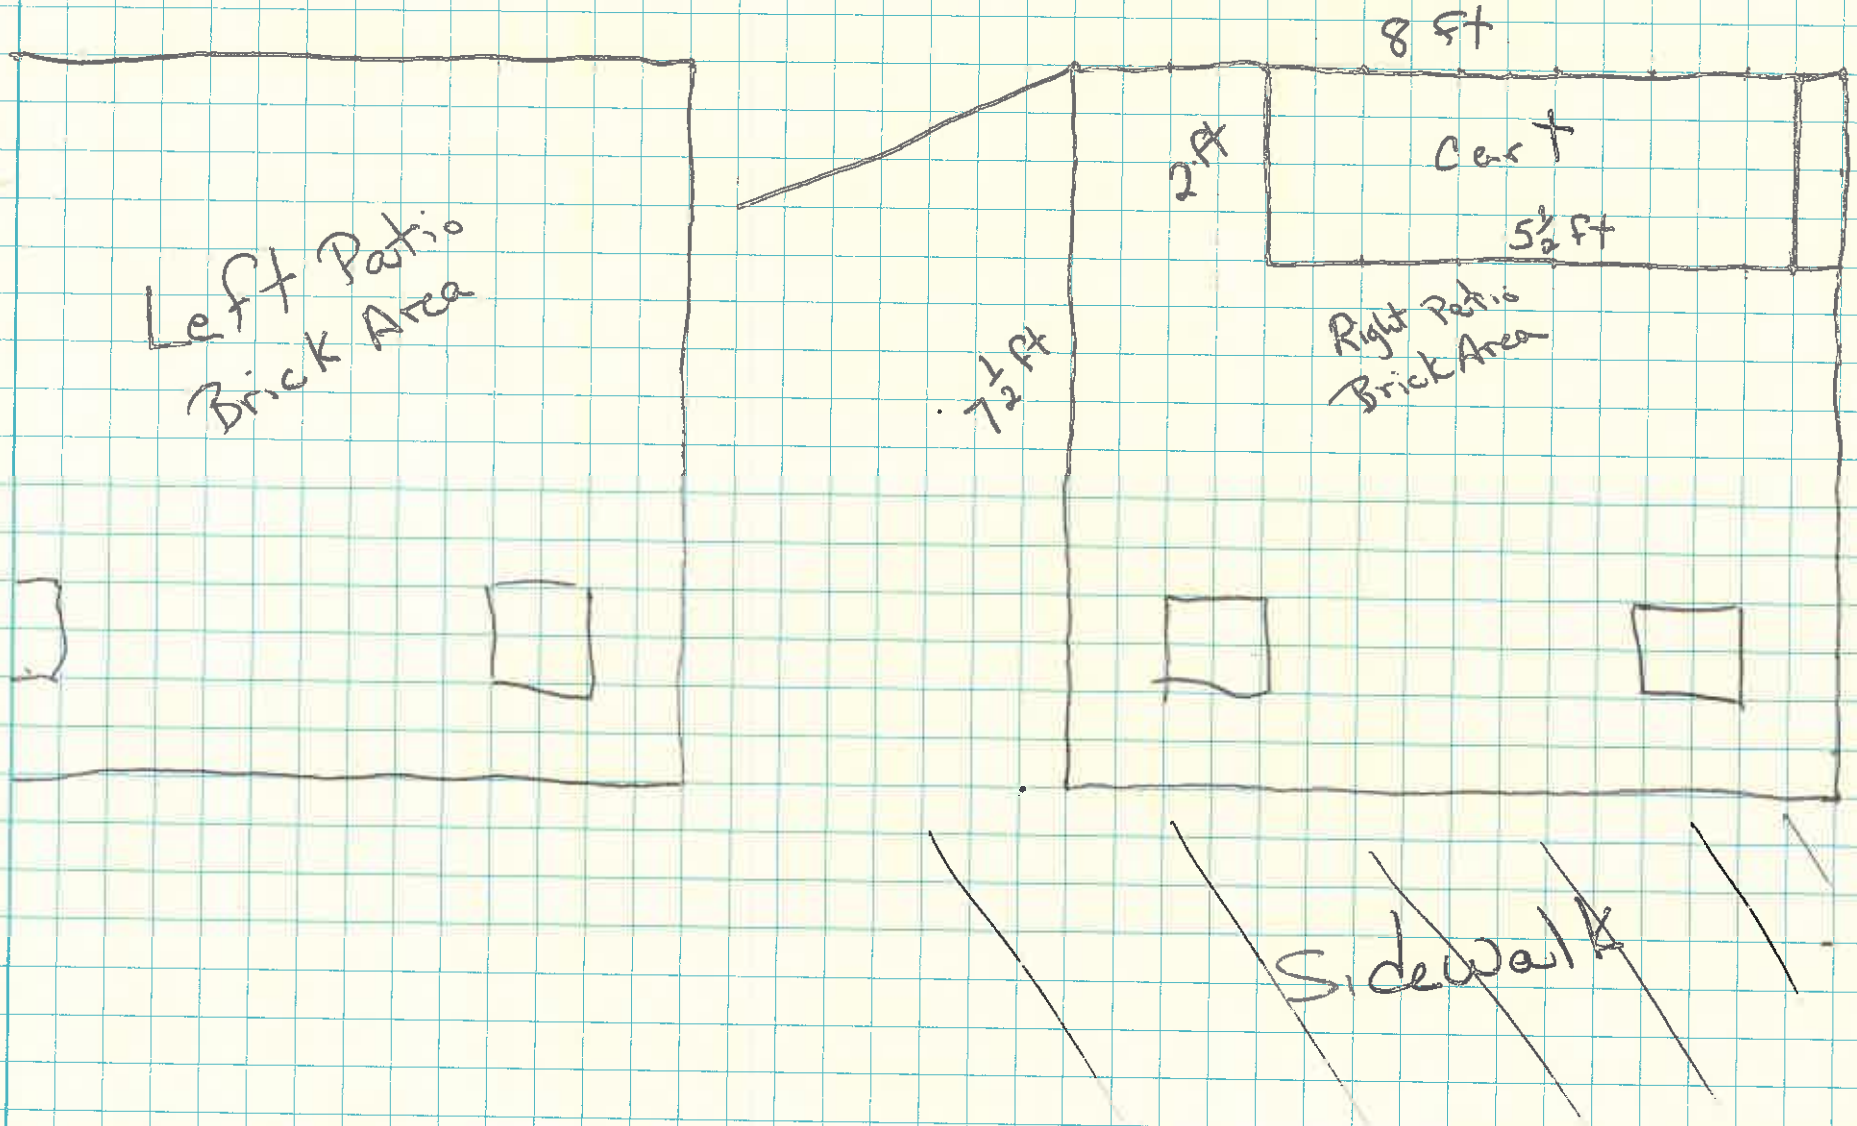 8 ft
2 ft
Cart
5½ ft
Left Patio
Brick Area
7½ ft
Right Patio
Brick Area
Sidewalk